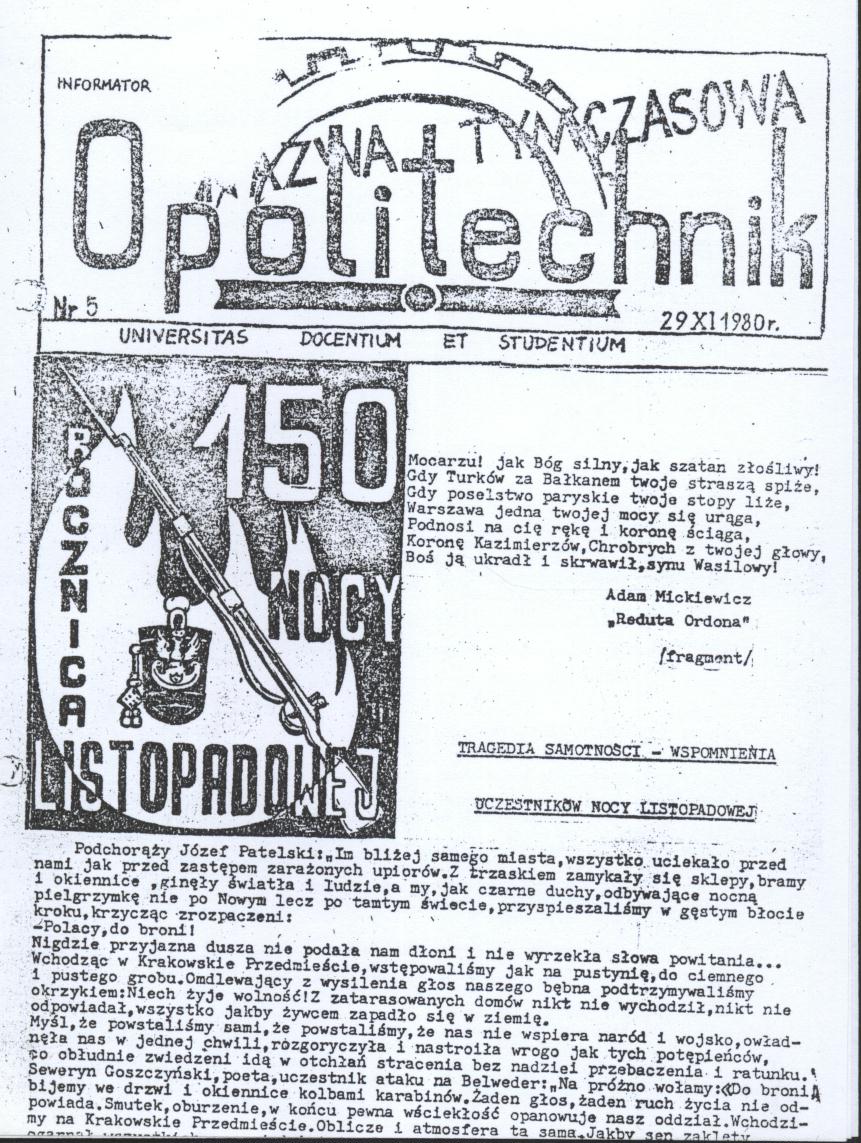 INFORMATOR
NAZWA TYMCZASOWA
Opolitechnik
Nr 5
29 XI 1980r.
UNIVERSITAS DOCENTIUM ET STUDENTIUM
150
ROCZNICA
NOCY
LISTOPADOWEJ
Mocarzu! jak Bóg silny,jak szatan złośliwy!
Gdy Turków za Bałkanem twoje straszą spiże,
Gdy poselstwo paryskie twoje stopy liże,
Warszawa jedna twojej mocy się urąga,
Podnosi na cię rękę i koronę ściąga,
Koronę Kazimierzów,Chrobrych z twojej głowy,
Boś ją ukradł i skrwawił,synu Wasilowy!
Adam Mickiewicz
„Reduta Ordona"
/fragment/
TRAGEDIA SAMOTNOŚCI - WSPOMNIENIA
UCZESTNIKÓW NOCY LISTOPADOWEJ
Podchorąży Józef Patelski:„Im bliżej samego miasta,wszystko uciekało przed
nami jak przed zastępem zarażonych upiorów.Z trzaskiem zamykały się sklepy,bramy
i okiennice ,ginęły światła i ludzie,a my,jak czarne duchy,odbywające nocną
pielgrzymkę nie po Nowym lecz po tamtym świecie,przyspieszaliśmy w gęstym błocie
kroku,krzycząc zrozpaczeni:
-Polacy,do broni!
Nigdzie przyjazna dusza nie podała nam dłoni i nie wyrzekła słowa powitania...
Wchodząc w Krakowskie Przedmieście,wstępowaliśmy jak na pustynię,do ciemnego
i pustego grobu.Omdlewający z wysilenia głos naszego bębna podtrzymywaliśmy
okrzykiem:Niech żyje wolność!Z zatarasowanych domów nikt nie wychodził,nikt nie
odpowiadał,wszystko jakby żywcem zapadło się w ziemię.
Myśl,że powstaliśmy sami,że powstaliśmy,że nas nie wspiera naród i wojsko,owład-
nęła nas w jednej chwili,rozgoryczyła i nastroiła wrogo jak tych potępieńców,
co obłudnie zwiedzeni idą w otchłań stracenia bez nadziei przebaczenia i ratunku."
Seweryn Goszczyński,poeta,uczestnik ataku na Belweder:„Na próżno wołamy:«Do broni!»
bijemy we drzwi i okiennice kolbami karabinów.Żaden głos,żaden ruch życia nie od-
powiada.Smutek,oburzenie,w końcu pewna wściekłość opanowuje nasz oddział.Wchodzi-
my na Krakowskie Przedmieście.Oblicze i atmosfera ta sama.Jakby sen zaklęty